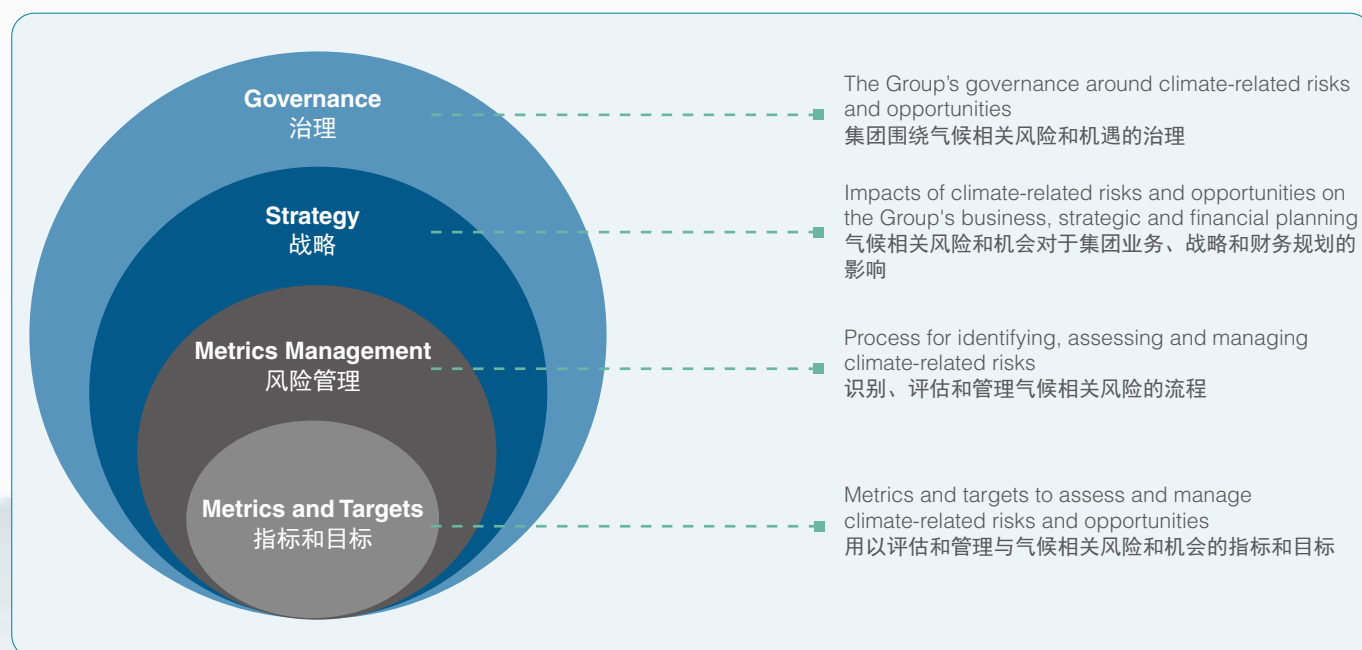 Governance
治理
The Group's governance around climate-related risks
and opportunities
集团围绕气候相关风险和机遇的治理
Strategy
战略
Impacts of climate-related risks and opportunities on
the Group's business, strategic and financial planning
气候相关风险和机会对于集团业务、战略和财务规划的
影响
Metrics Management
风险管理
Process for identifying, assessing and managing
climate-related risks
识别、评估和管理气候相关风险的流程
Metrics and Targets
指标和目标
Metrics and targets to assess and manage
climate-related risks and opportunities
用以评估和管理与气候相关风险和机会的指标和目标